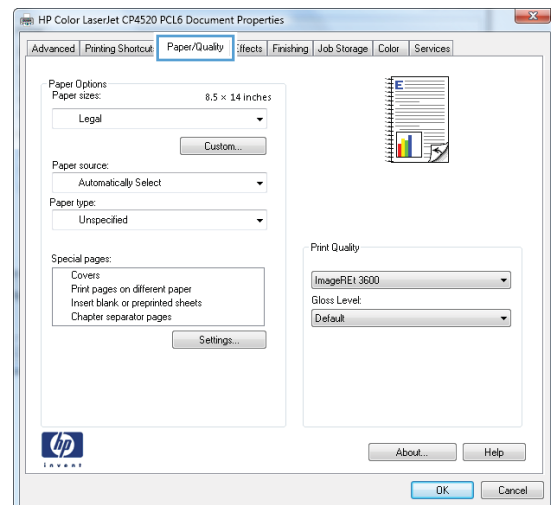 HP Color LaserJet CP4520 PCL6 Document Properties
Advanced Printing Shortcut Paper/Quality Effects Finishing Job Storage Color Services
Paper Options
Paper sizes: 8.5 × 14 inches
Legal
Custom...
Paper source:
Automatically Select
Paper type:
Unspecified
Special pages:
Covers
Print pages on different paper
Insert blank or preprinted sheets
Chapter separator pages
Settings...
E
Print Quality
ImageREt 3600
Gloss Level:
Default
hp
invent
About... Help
OK Cancel